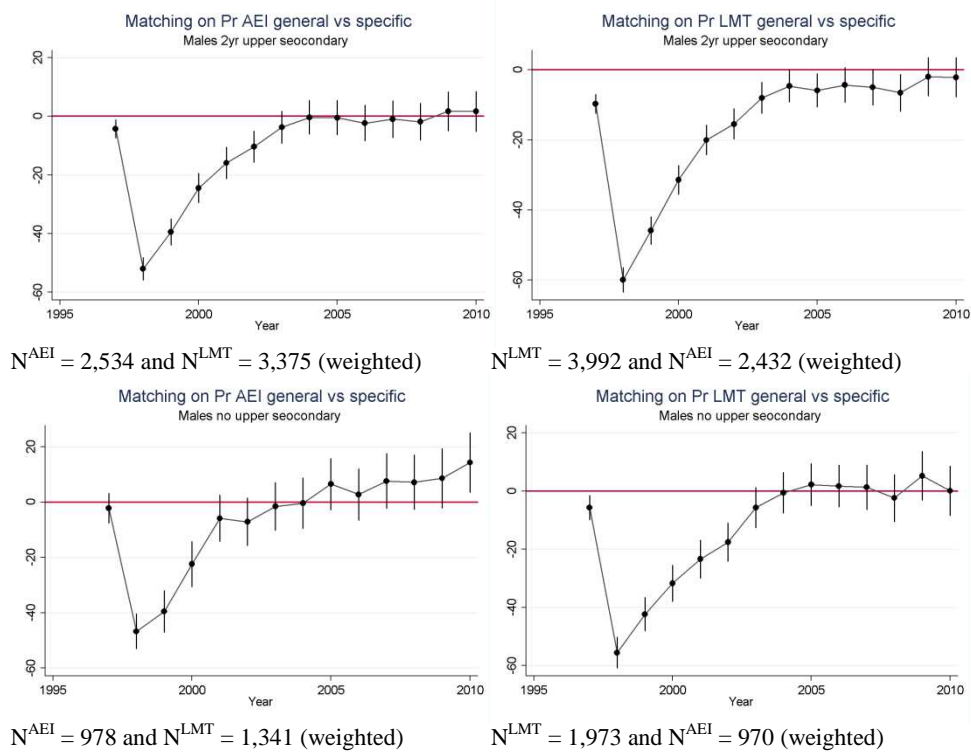 Matching on Pr AEI general vs specific
Males 2yr upper seocondary
20
0
-20
-40
-60
1995 2000 2005 2010
Year
N^AEI = 2,534 and N^LMT = 3,375 (weighted)
Matching on Pr LMT general vs specific
Males 2yr upper seocondary
0
-20
-40
-60
1995 2000 2005 2010
Year
N^LMT = 3,992 and N^AEI = 2,432 (weighted)
Matching on Pr AEI general vs specific
Males no upper seocondary
20
0
-20
-40
-60
1995 2000 2005 2010
Year
N^AEI = 978 and N^LMT = 1,341 (weighted)
Matching on Pr LMT general vs specific
Males no upper seocondary
20
0
-20
-40
-60
1995 2000 2005 2010
Year
N^LMT = 1,973 and N^AEI = 970 (weighted)